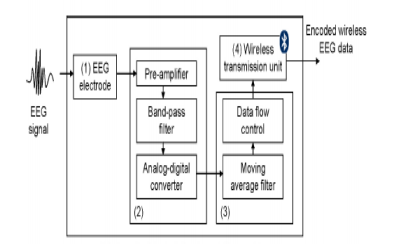 Encoded wireless
EEG data
(4) Wireless
transmission unit
(1) EEG
electrode
EEG
signal
Pre-amplifier
Band-pass
filter
Analog-digital
converter
(2)
Data flow
control
Moving
average filter
(3)